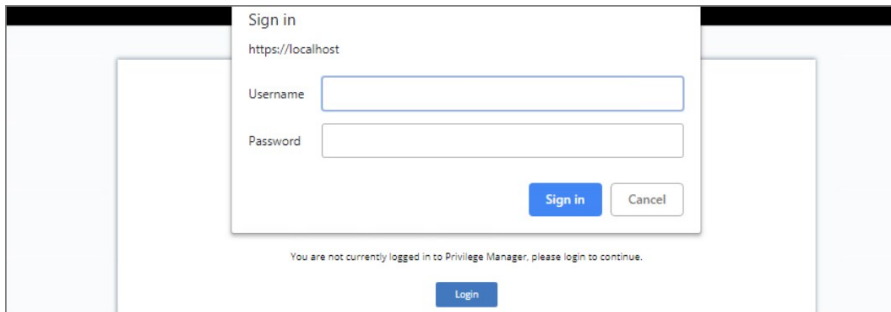 Sign in
https://localhost
Username
Password
Sign in
Cancel
You are not currently logged in to Privilege Manager, please login to continue.
Login